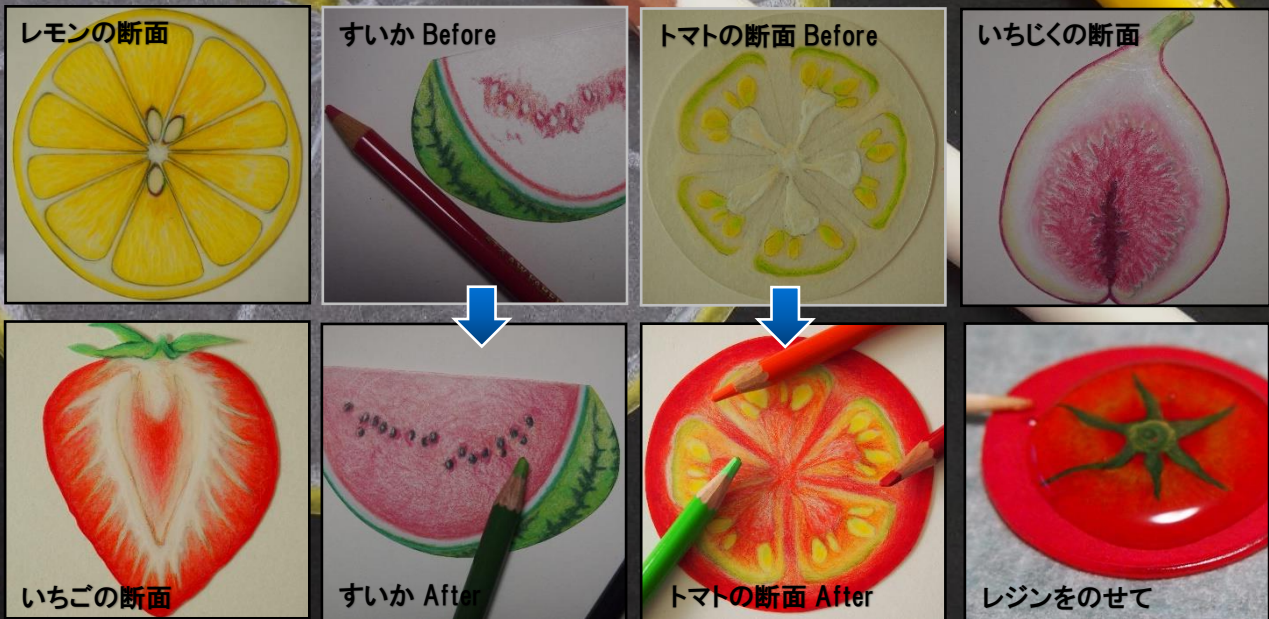 レモンの断面
すいか Before
トマトの断面 Before
いちじくの断面
いちごの断面
すいか After
トマトの断面 After
レジンをのせて